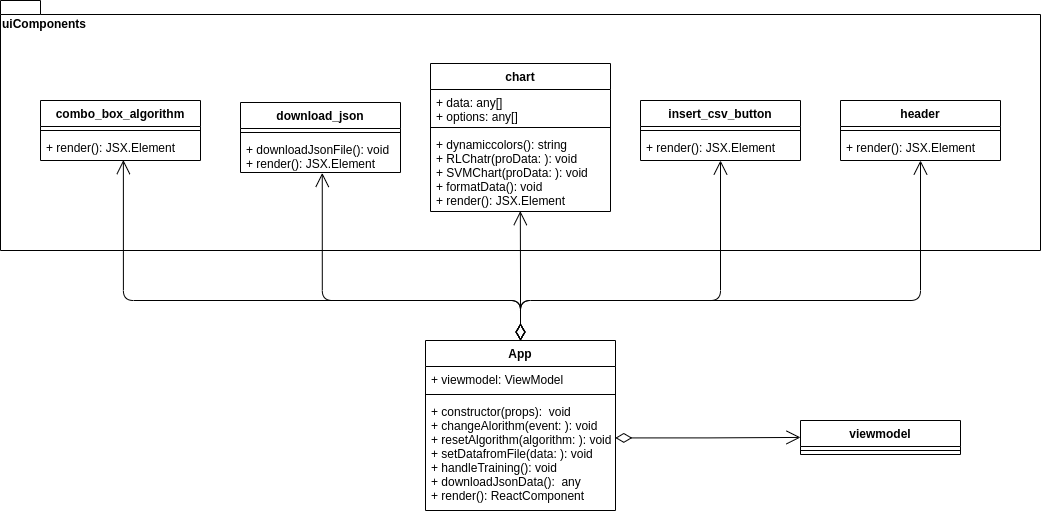 uiComponents
combo_box_algorithm
+ render(): JSX.Element
download_json
+ downloadJsonFile(): void
+ render(): JSX.Element
chart
+ data: any[]
+ options: any[]
+ dynamiccolors(): string
+ RLChatr(proData: ): void
+ SVMChart(proData: ): void
+ formatData(): void
+ render(): JSX.Element
insert_csv_button
+ render(): JSX.Element
header
+ render(): JSX.Element
App
+ viewmodel: ViewModel
+ constructor(props):  void
+ changeAlorithm(event: ): void
+ resetAlgorithm(algorithm: ): void
+ setDatafromFile(data: ): void
+ handleTraining(): void
+ downloadJsonData():  any
+ render(): ReactComponent
viewmodel